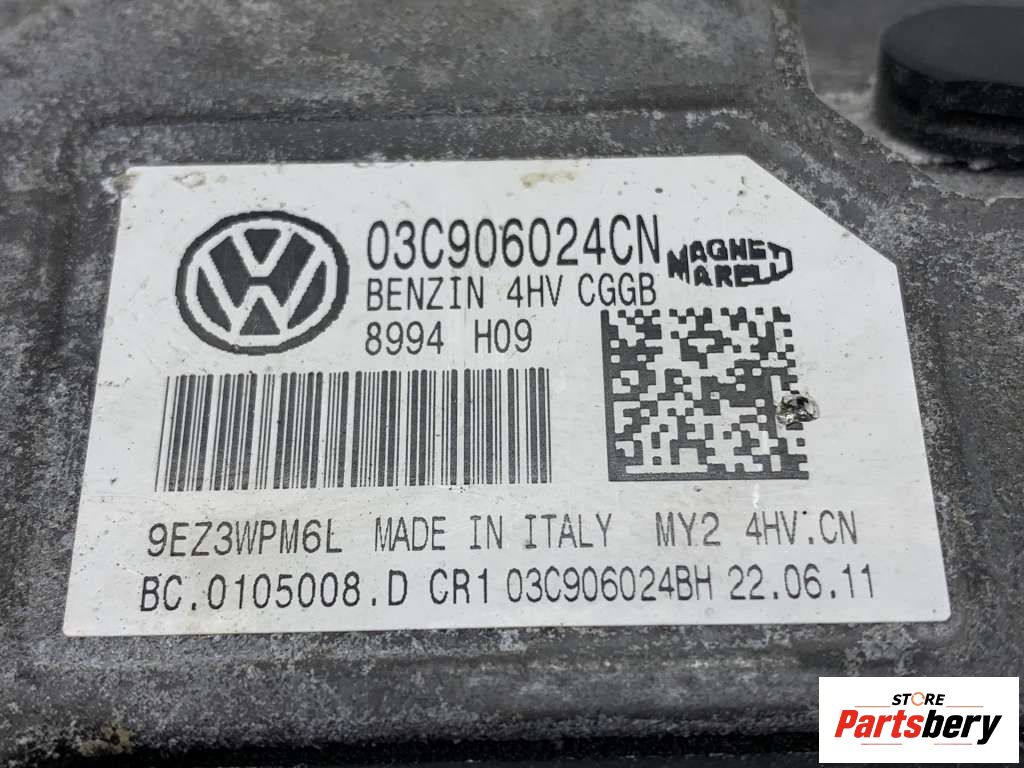 03C906024CN
MAGNETI
MARELLI
BENZIN 4HV CGGB
8994 H09
9EZ3WPM6L MADE IN ITALY MY2 4HV.CN
BC.0105008.D CR1 03C906024BH 22.06.11
STORE
Partsbery